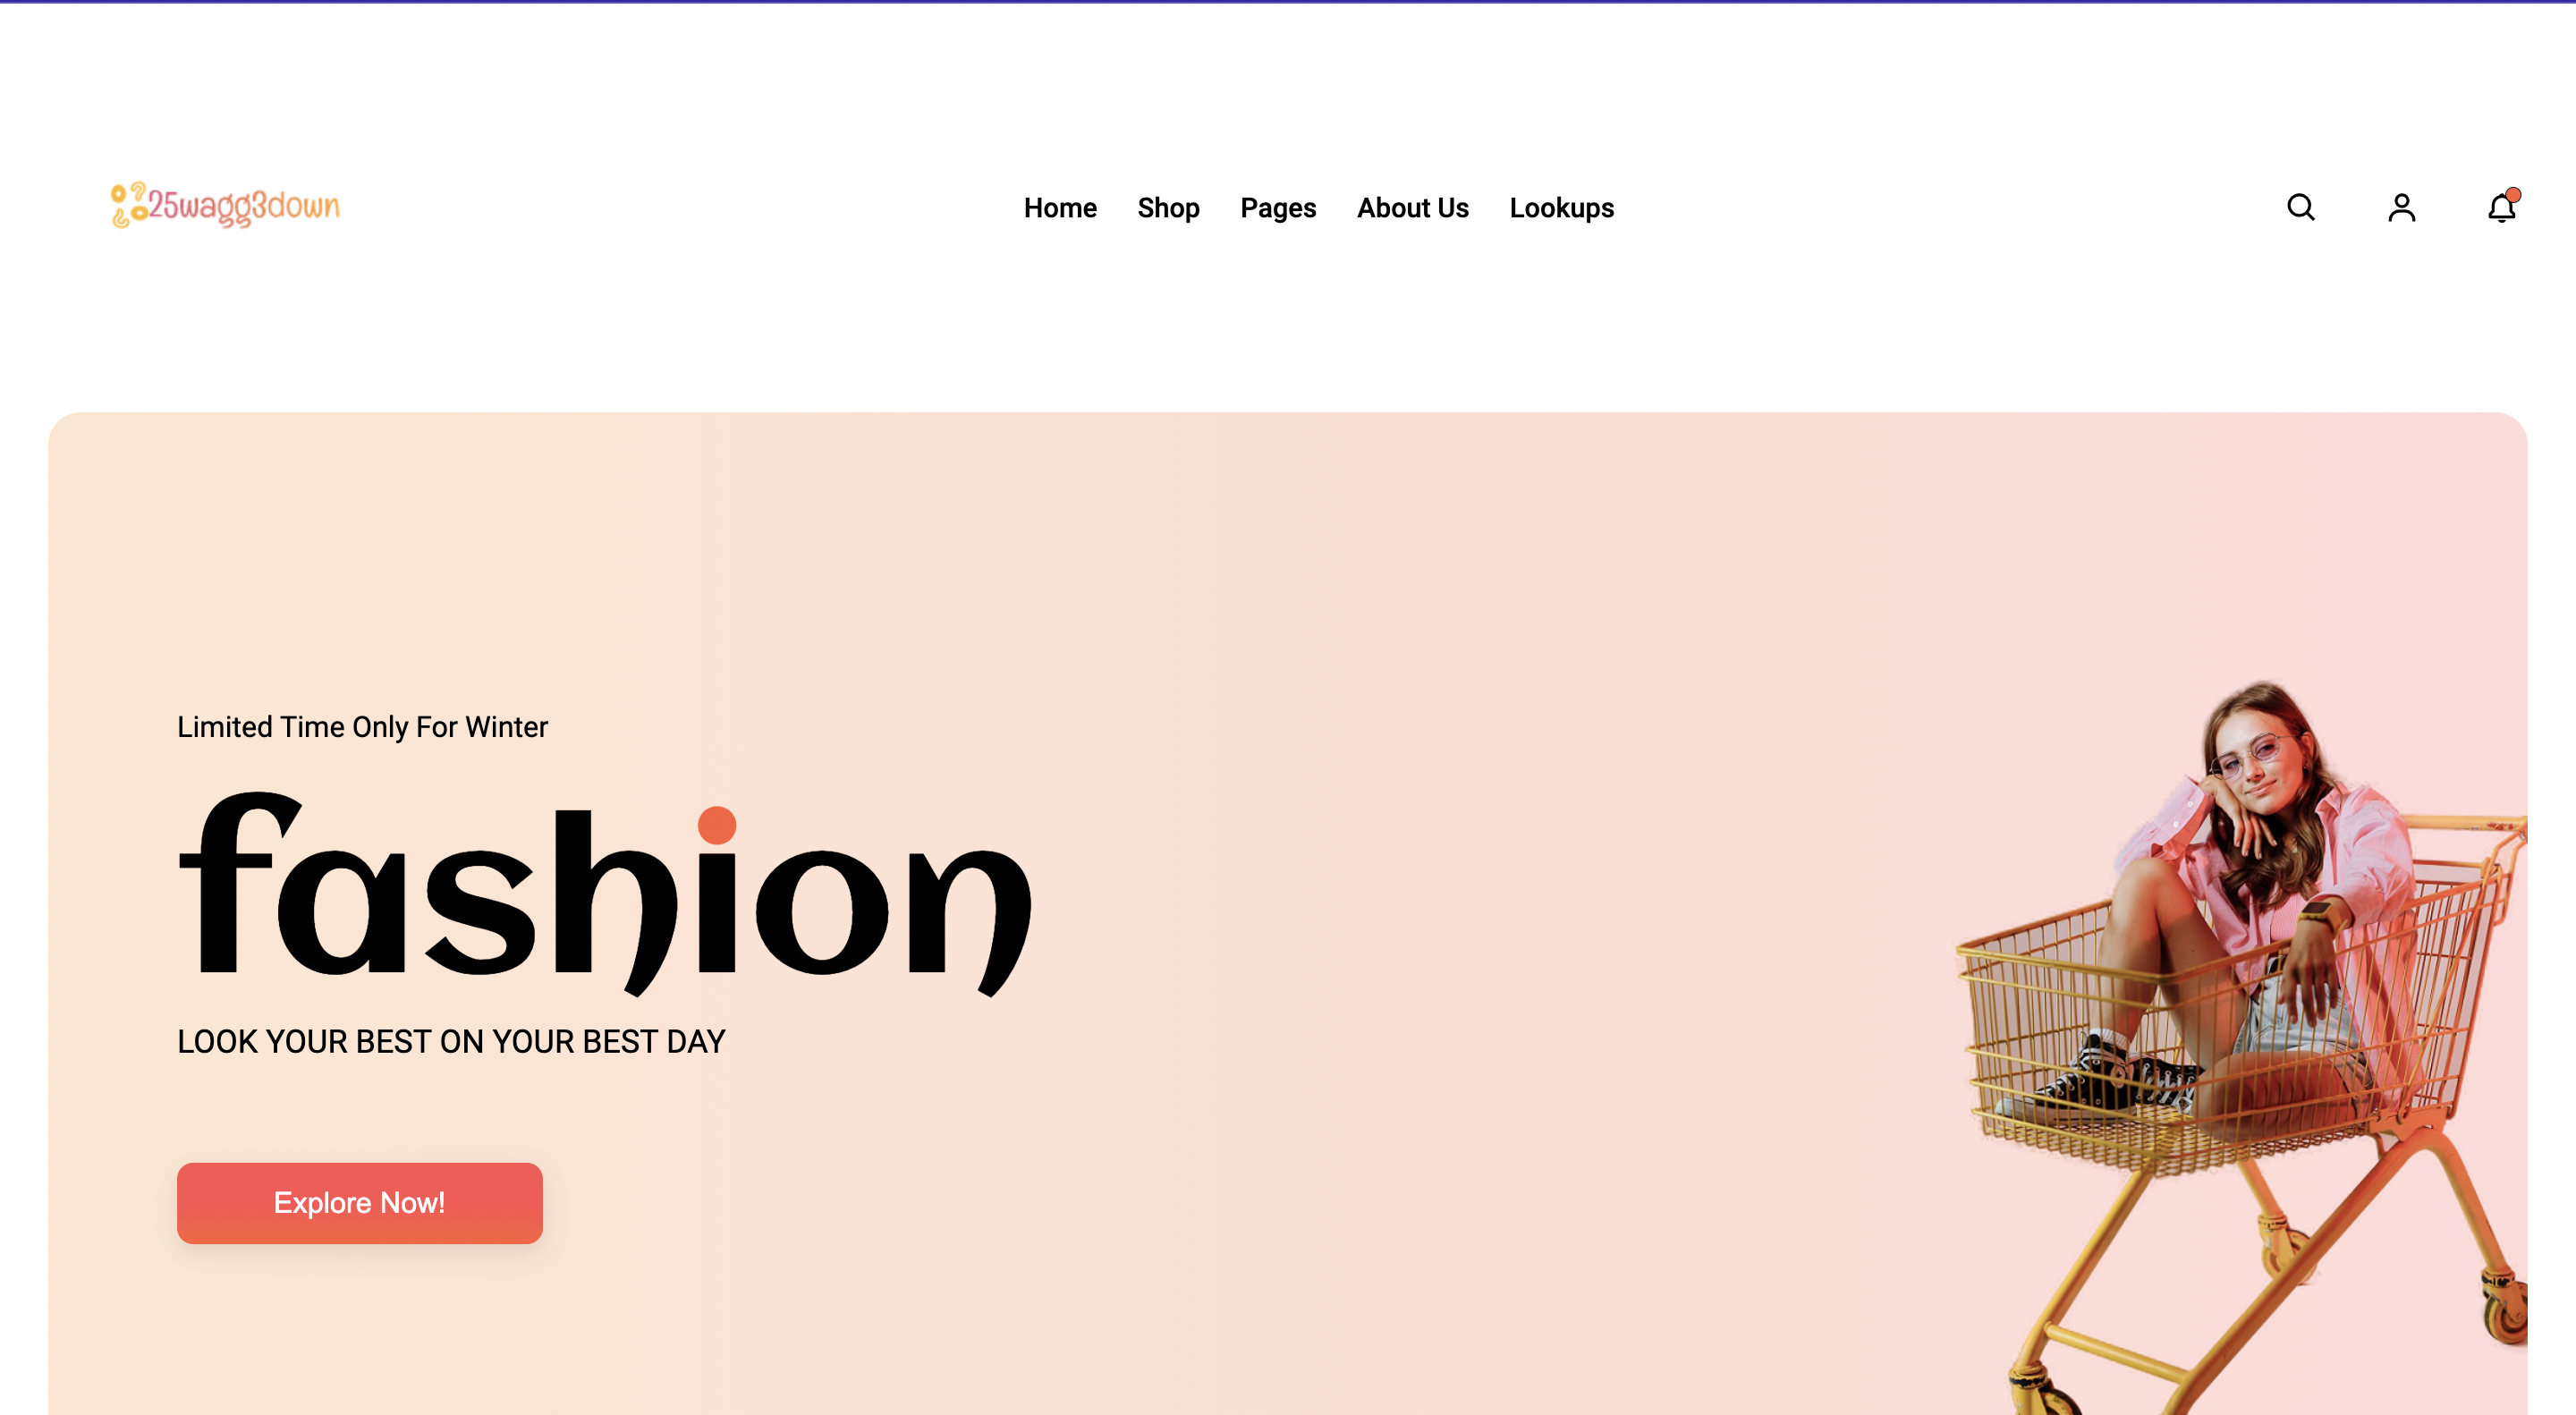 25wagg3down
Home Shop Pages About Us Lookups
Limited Time Only For Winter
fashion
LOOK YOUR BEST ON YOUR BEST DAY
Explore Now!